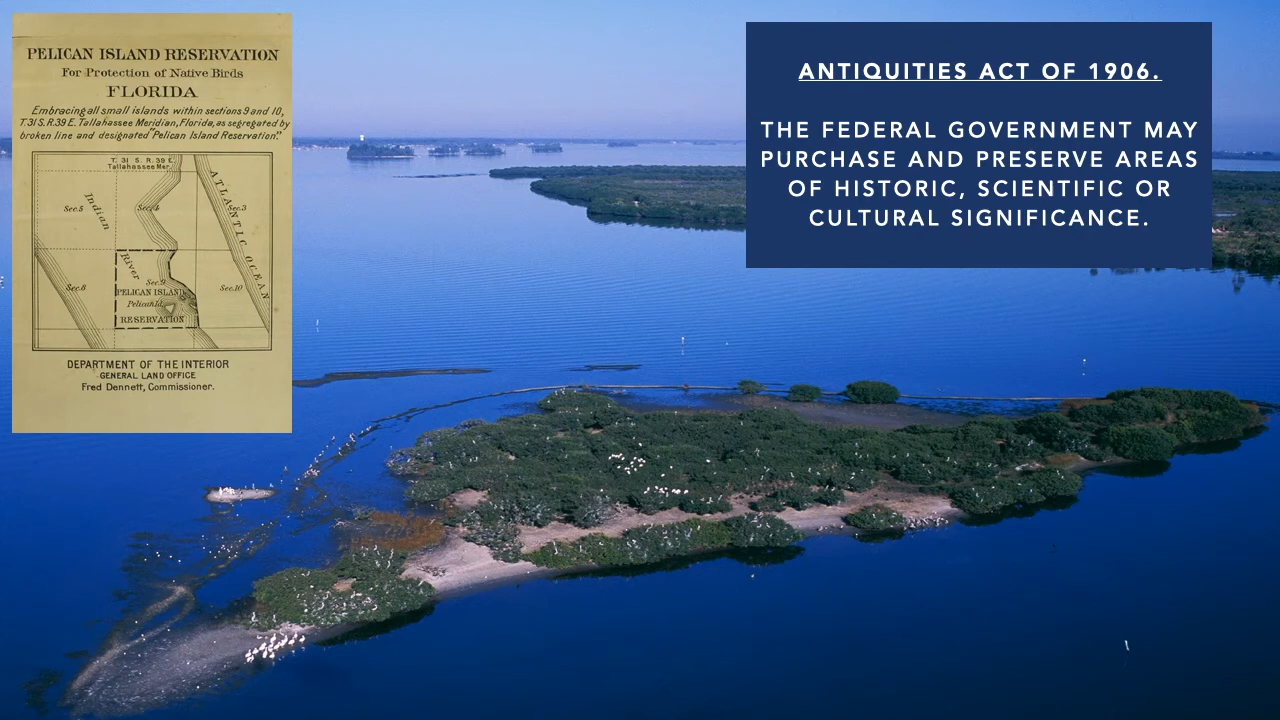 PELICAN ISLAND RESERVATION
For Protection of Native Birds
FLORIDA
Embracing all small islands within sections 9 and 10,
T.31 S. R.39 E. Tallahassee Meridian, Florida, as segregated by
broken line and designated "Pelican Island Reservation."
T. 31 S. R. 39 E.
Tallahassee Mer.
Sec.5
Indian
Sec.4
Sec.3
ATLANTIC OCEAN
River
Sec.8
Sec.9
Sec.10
PELICAN ISLAND
Pelican Id.
RESERVATION
DEPARTMENT OF THE INTERIOR
GENERAL LAND OFFICE
Fred Dennett, Commissioner.
ANTIQUITIES ACT OF 1906.
THE FEDERAL GOVERNMENT MAY
PURCHASE AND PRESERVE AREAS
OF HISTORIC, SCIENTIFIC OR
CULTURAL SIGNIFICANCE.